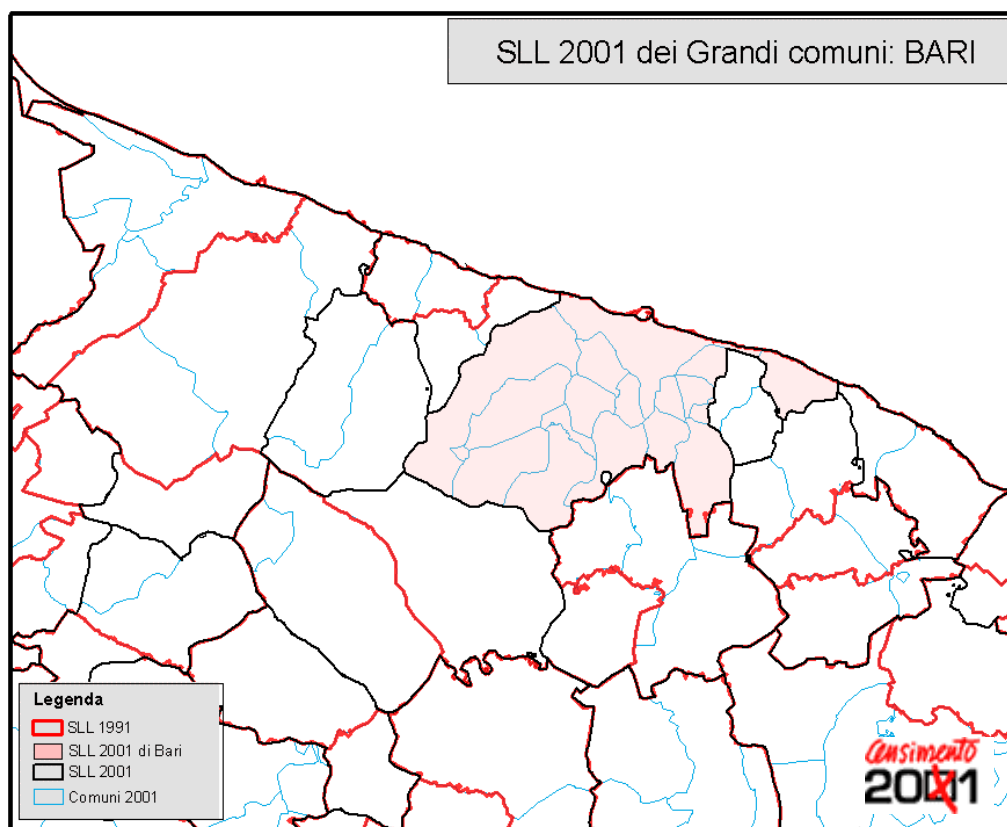 SLL 2001 dei Grandi comuni: BARI
Legenda
SLL 1991
SLL 2001 di Bari
SLL 2001
Comuni 2001
Censimento
2001